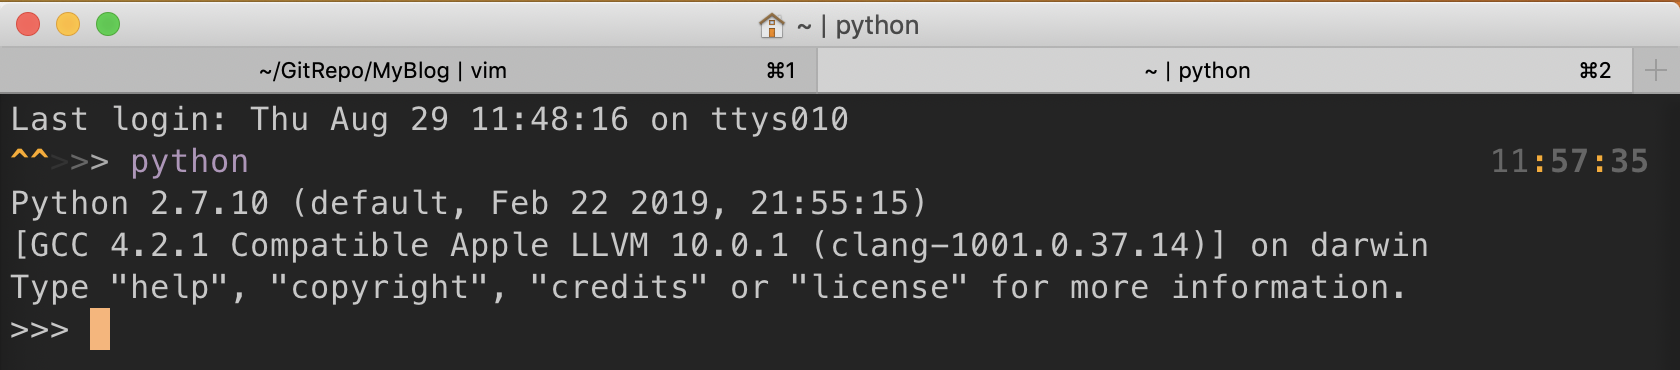 ~ | python
~/GitRepo/MyBlog | vim ⌘1
~ | python ⌘2
Last login: Thu Aug 29 11:48:16 on ttys010
^^>>> python 11:57:35
Python 2.7.10 (default, Feb 22 2019, 21:55:15)
[GCC 4.2.1 Compatible Apple LLVM 10.0.1 (clang-1001.0.37.14)] on darwin
Type "help", "copyright", "credits" or "license" for more information.
>>>